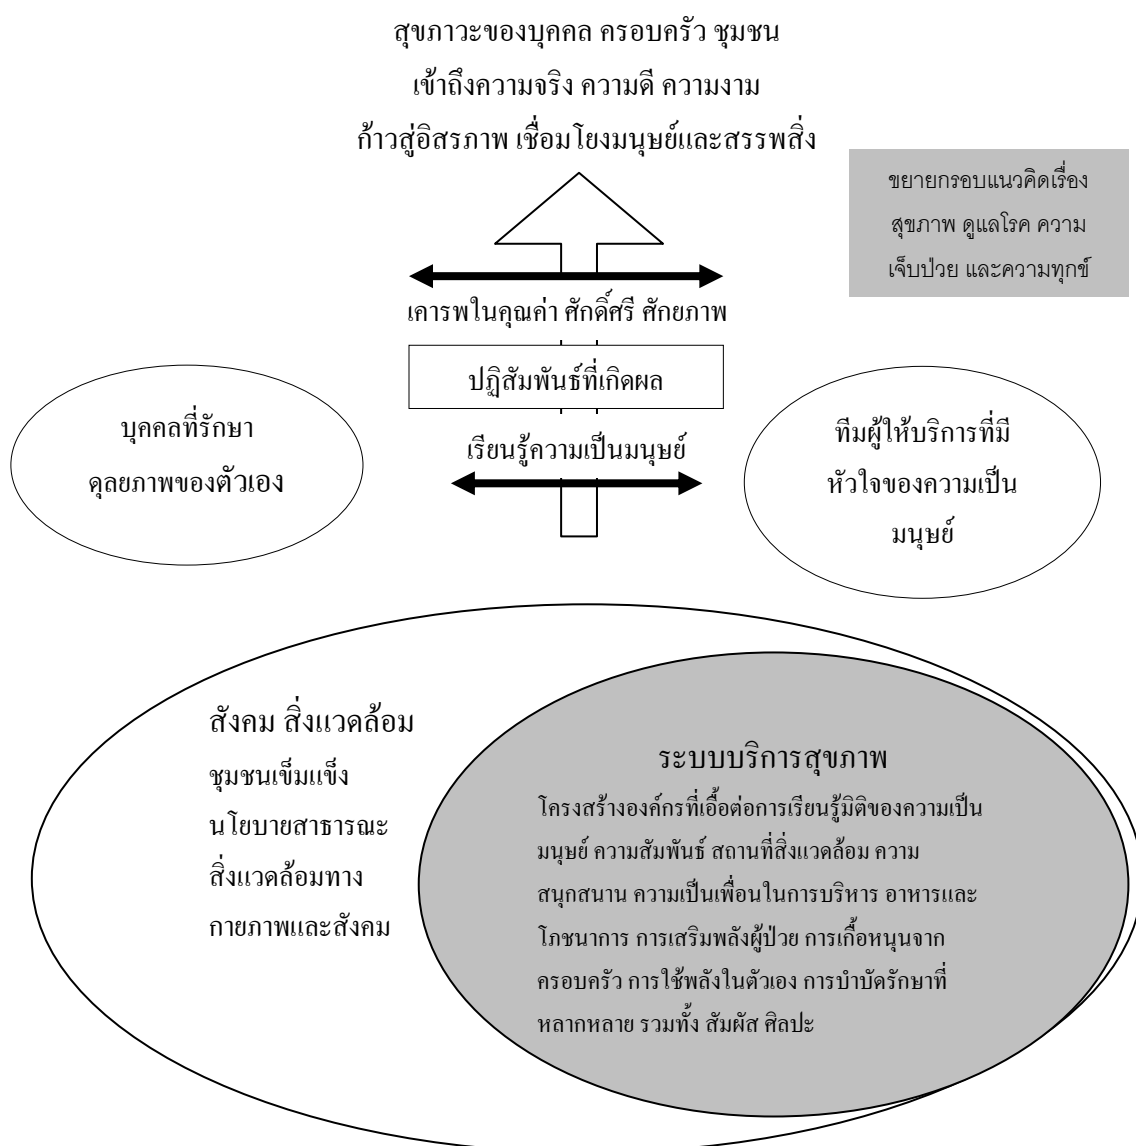 สุขภาวะของบุคคล ครอบครัว ชุมชน
เข้าถึงความจริง ความดี ความงาม
ก้าวสู่อิสรภาพ เชื่อมโยงมนุษย์และสรรพสิ่ง
ขยายกรอบแนวคิดเรื่อง
สุขภาพ ดูแลโรค ความ
เจ็บป่วย และความทุกข์
เคารพในคุณค่า ศักดิ์ศรี ศักยภาพ
ปฏิสัมพันธ์ที่เกิดผล
เรียนรู้ความเป็นมนุษย์
บุคคลที่รักษา
ดุลยภาพของตัวเอง
ทีมผู้ให้บริการที่มี
หัวใจของความเป็น
มนุษย์
สังคม สิ่งแวดล้อม
ชุมชนเข็มแข็ง
นโยบายสาธารณะ
สิ่งแวดล้อมทาง
กายภาพและสังคม
ระบบบริการสุขภาพ
โครงสร้างองค์กรที่เอื้อต่อการเรียนรู้มิติของความเป็น
มนุษย์ ความสัมพันธ์ สถานที่สิ่งแวดล้อม ความ
สนุกสนาน ความเป็นเพื่อนในการบริหาร อาหารและ
โภชนาการ การเสริมพลังผู้ป่วย การเกื้อหนุนจาก
ครอบครัว การใช้พลังในตัวเอง การบำบัดรักษาที่
หลากหลาย รวมทั้ง สัมผัส ศิลปะ